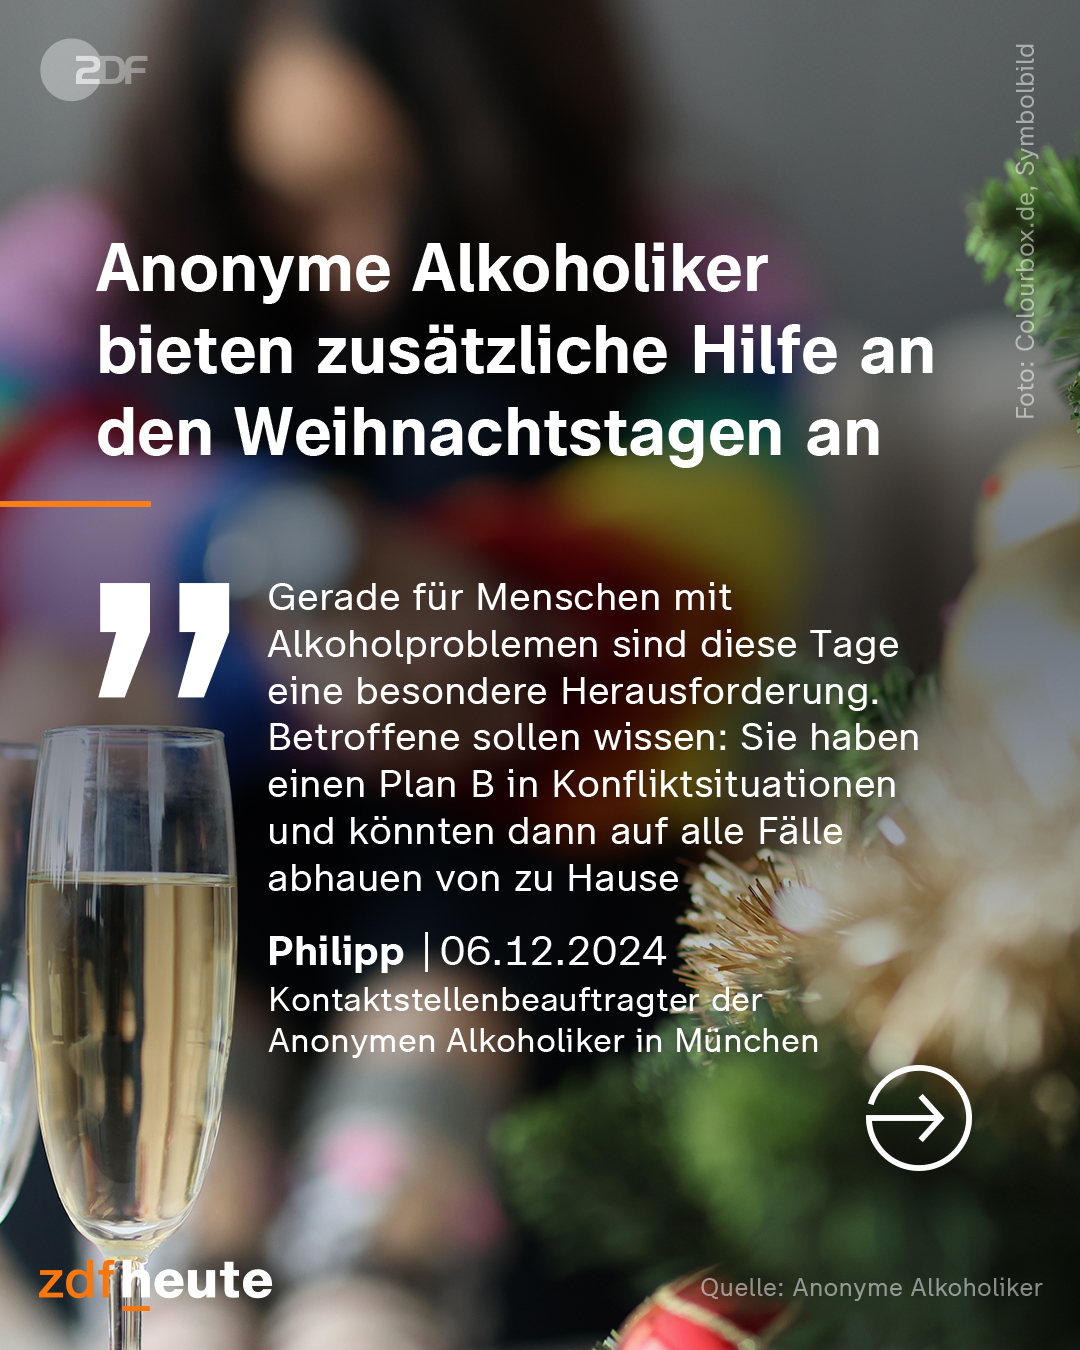 ZDF
Foto: Colourbox.de, Symbolbild
Anonyme Alkoholiker
bieten zusätzliche Hilfe an
den Weihnachtstagen an
”
Gerade für Menschen mit
Alkoholproblemen sind diese Tage
eine besondere Herausforderung.
Betroffene sollen wissen: Sie haben
einen Plan B in Konfliktsituationen
und könnten dann auf alle Fälle
abhauen von zu Hause
Philipp | 06.12.2024
Kontaktstellenbeauftragter der
Anonymen Alkoholiker in München
zdfheute
Quelle: Anonyme Alkoholiker